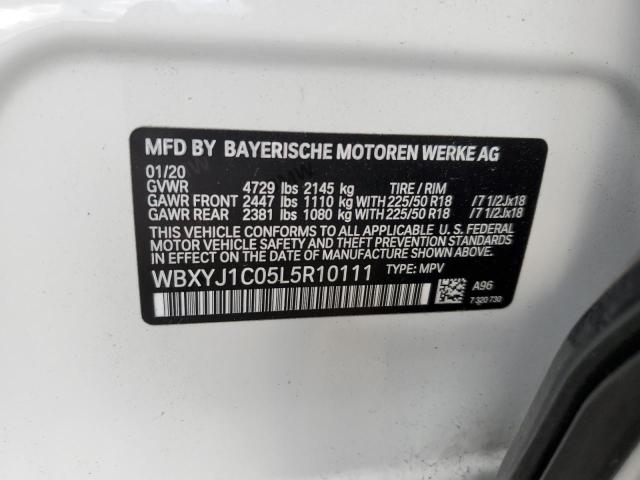 MFD BY BAYERISCHE MOTOREN WERKE AG
01/20
GVWR 4729 lbs 2145 kg TIRE / RIM
GAWR FRONT 2447 lbs 1110 kg WITH 225/50 R18 /7 1/2Jx18
GAWR REAR 2381 lbs 1080 kg WITH 225/50 R18 /7 1/2Jx18
THIS VEHICLE CONFORMS TO ALL APPLICABLE U. S. FEDERAL
MOTOR VEHICLE SAFETY, BUMPER, AND THEFT PREVENTION STANDARDS
IN EFFECT ON THE DATE OF MANUFACTURE SHOWN ABOVE.
WBXYJ1C05L5R10111 TYPE: MPV
A96
7 320 730